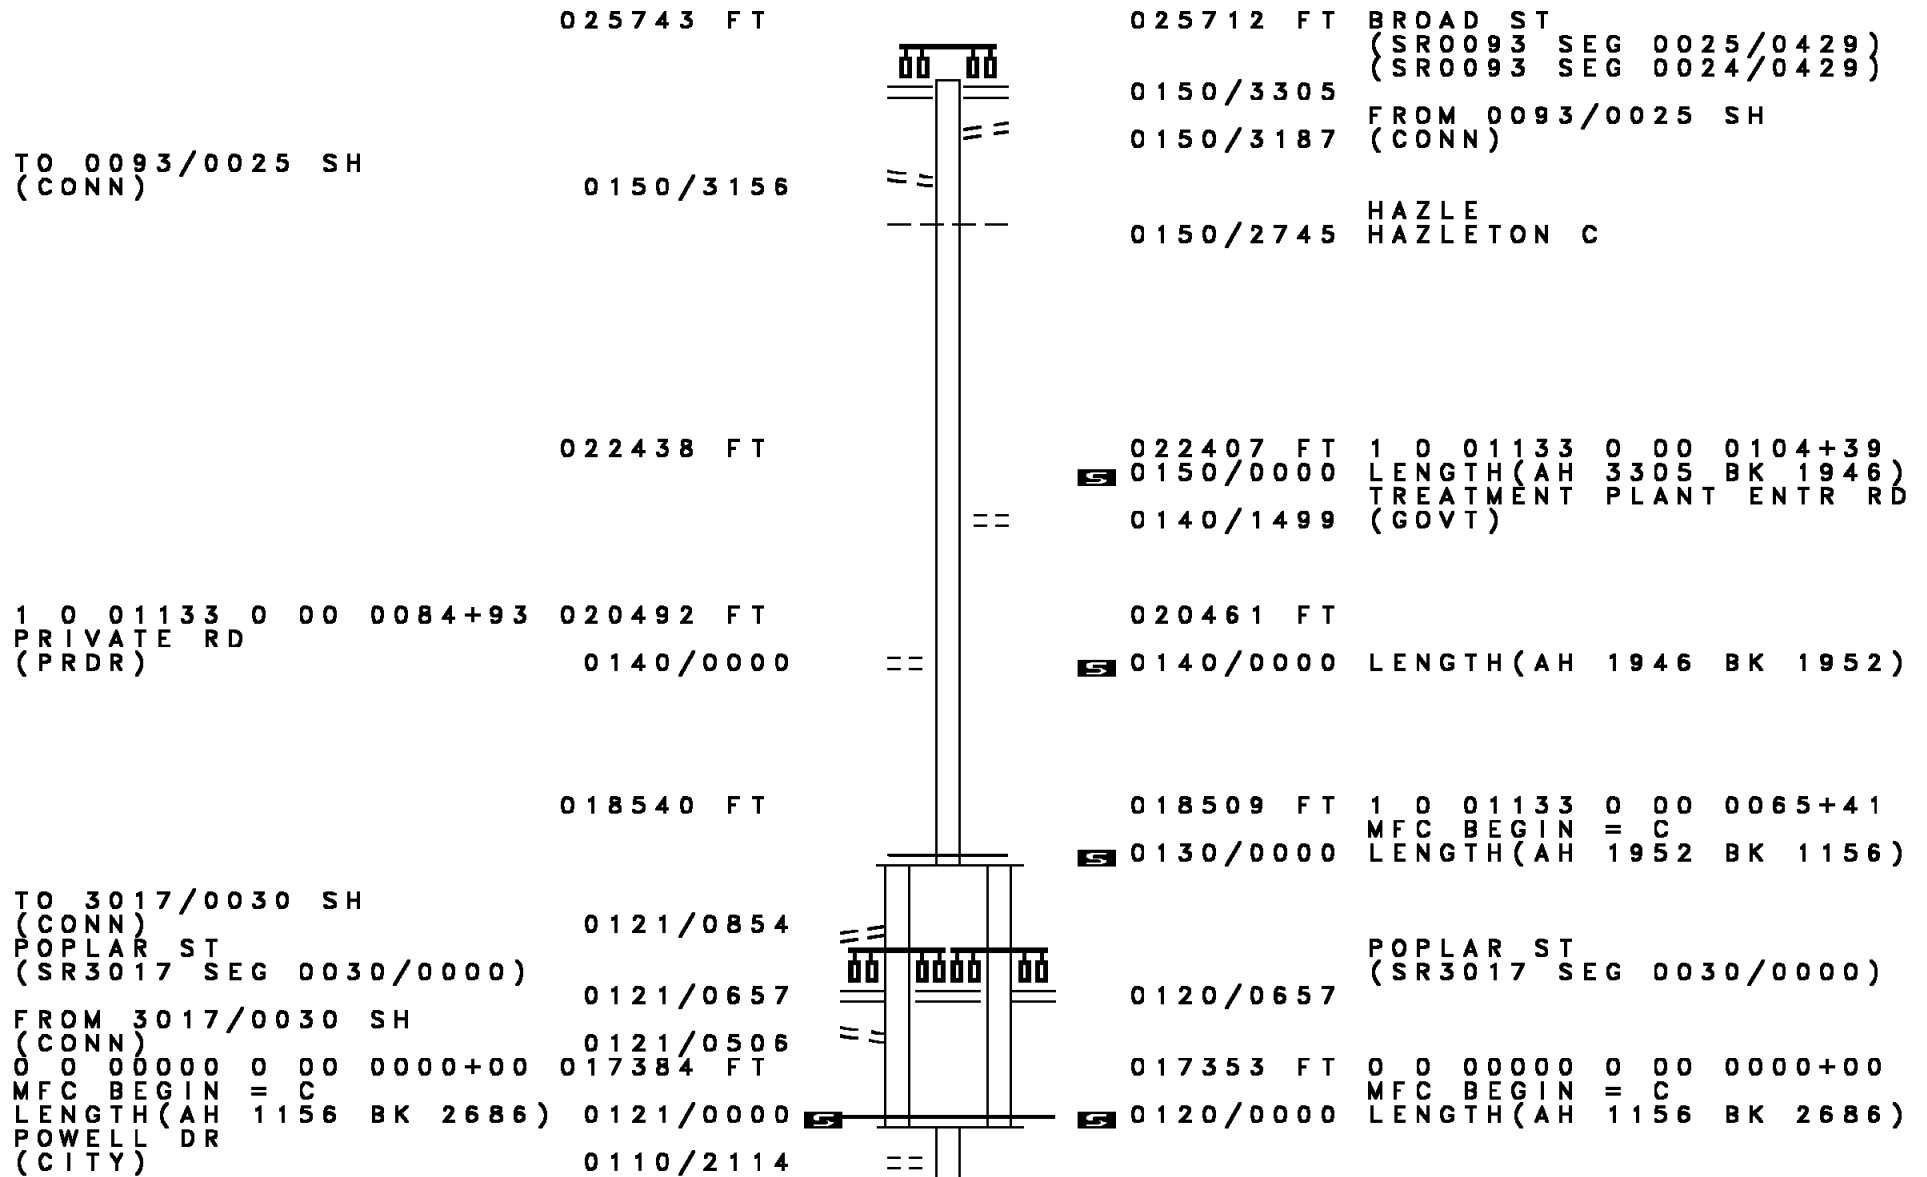 025743 FT 025712 FT BROAD ST
(SR0093 SEG 0025/0429)
(SR0093 SEG 0024/0429)
0150/3305
FROM 0093/0025 SH
0150/3187 (CONN)
TO 0093/0025 SH
(CONN) 0150/3156
HAZLE
0150/2745 HAZLETON C
022438 FT 022407 FT 1 0 01133 0 00 0104+39
S 0150/0000 LENGTH(AH 3305 BK 1946)
TREATMENT PLANT ENTR RD
0140/1499 (GOVT)
1 0 01133 0 00 0084+93 020492 FT 020461 FT
PRIVATE RD
(PRDR) 0140/0000 S 0140/0000 LENGTH(AH 1946 BK 1952)
018540 FT 018509 FT 1 0 01133 0 00 0065+41
MFC BEGIN = C
S 0130/0000 LENGTH(AH 1952 BK 1156)
TO 3017/0030 SH
(CONN) 0121/0854
POPLAR ST POPLAR ST
(SR3017 SEG 0030/0000) (SR3017 SEG 0030/0000)
0121/0657 0120/0657
FROM 3017/0030 SH
(CONN) 0121/0506
0 0 00000 0 00 0000+00 017384 FT 017353 FT 0 0 00000 0 00 0000+00
MFC BEGIN = C MFC BEGIN = C
LENGTH(AH 1156 BK 2686) 0121/0000 S S 0120/0000 LENGTH(AH 1156 BK 2686)
POWELL DR
(CITY) 0110/2114